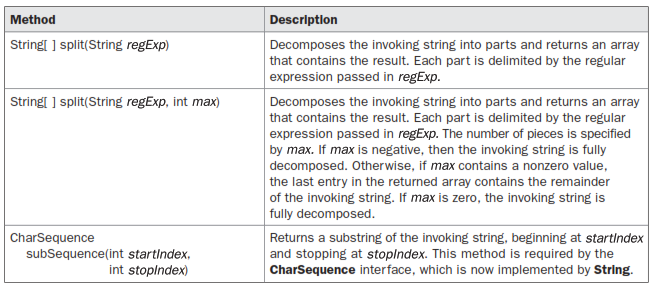 Method Description
String[ ] split(String regExp) Decomposes the invoking string into parts and returns an array
that contains the result. Each part is delimited by the regular
expression passed in regExp.
String[ ] split(String regExp, int max) Decomposes the invoking string into parts and returns an array
that contains the result. Each part is delimited by the regular
expression passed in regExp. The number of pieces is specified
by max. If max is negative, then the invoking string is fully
decomposed. Otherwise, if max contains a nonzero value,
the last entry in the returned array contains the remainder
of the invoking string. If max is zero, the invoking string is
fully decomposed.
CharSequence Returns a substring of the invoking string, beginning at startIndex
subSequence(int startIndex, and stopping at stopIndex. This method is required by the
int stopIndex) CharSequence interface, which is now implemented by String.